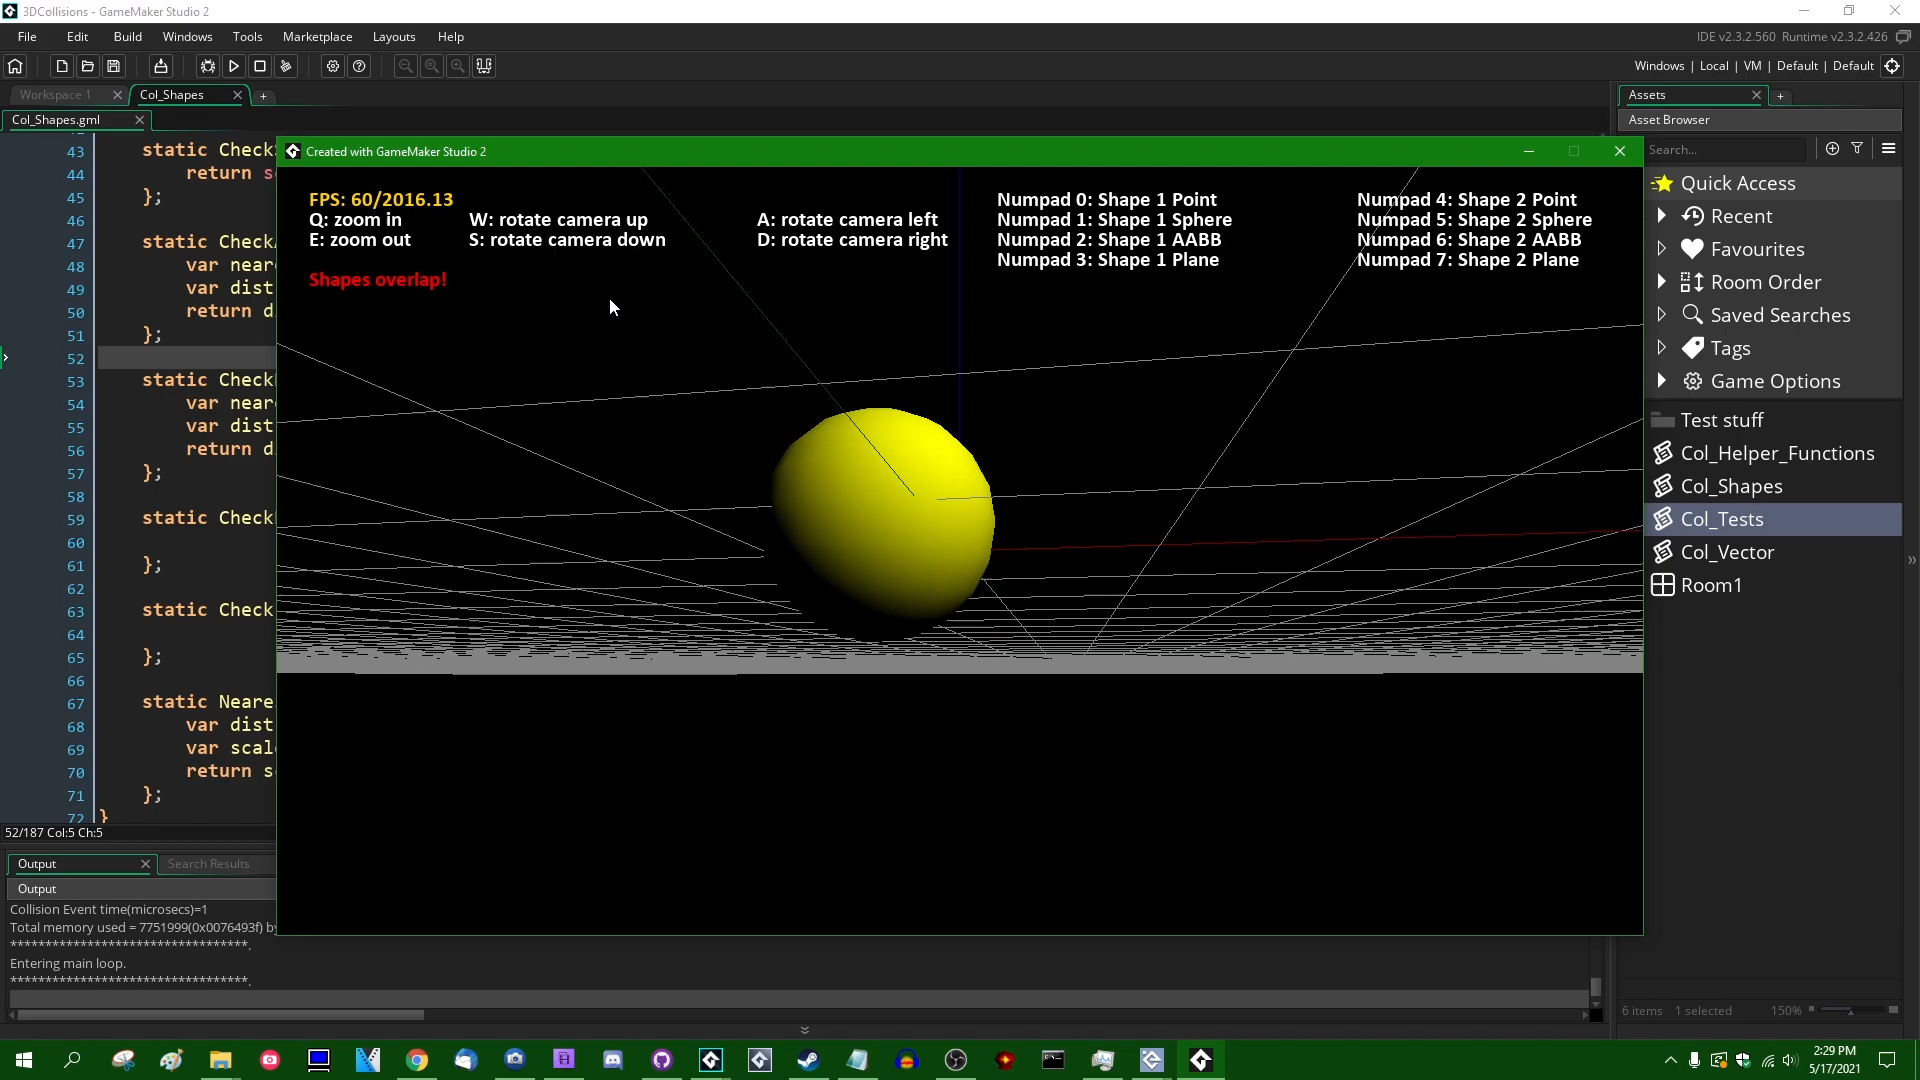 3DCollisions - GameMaker Studio 2
File Edit Build Windows Tools Marketplace Layouts Help
IDE v2.3.2.560 Runtime v2.3.2.426
Windows | Local | VM | Default | Default
Workspace 1
Col_Shapes
Assets
Col_Shapes.gml
Asset Browser
Search...
Created with GameMaker Studio 2
FPS: 60/2016.13
Q: zoom in W: rotate camera up A: rotate camera left
E: zoom out S: rotate camera down D: rotate camera right
Numpad 0: Shape 1 Point
Numpad 1: Shape 1 Sphere
Numpad 2: Shape 1 AABB
Numpad 3: Shape 1 Plane
Numpad 4: Shape 2 Point
Numpad 5: Shape 2 Sphere
Numpad 6: Shape 2 AABB
Numpad 7: Shape 2 Plane
Shapes overlap!
43 static Check
44 return s
45 };
46
47 static Check
48 var near
49 var dist
50 return d
51 };
52
53 static Check
54 var near
55 var dist
56 return d
57 };
58
59 static Check
60
61 };
62
63 static Check
64
65 };
66
67 static Neare
68 var dist
69 var scal
70 return s
71 };
72 }
52/187 Col:5 Ch:5
Quick Access
Recent
Favourites
Room Order
Saved Searches
Tags
Game Options
Test stuff
Col_Helper_Functions
Col_Shapes
Col_Tests
Col_Vector
Room1
6 items 1 selected 150%
Output
Search Results
Output
Collision Event time(microsecs)=1
Total memory used = 7751999(0x0076493f) by
**********************************.
Entering main loop.
**********************************.
2:29 PM
5/17/2021